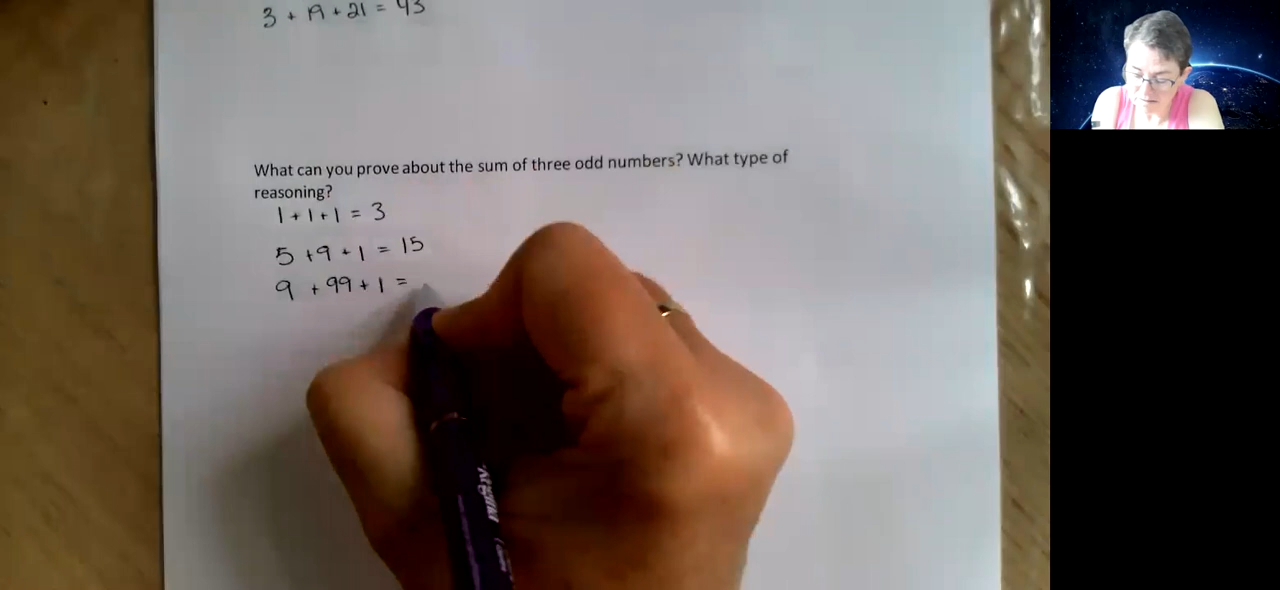 3 + 19 + 21 = 43
What can you prove about the sum of three odd numbers? What type of
reasoning?
1 + 1 + 1 = 3
5 + 9 + 1 = 15
9 + 99 + 1 =